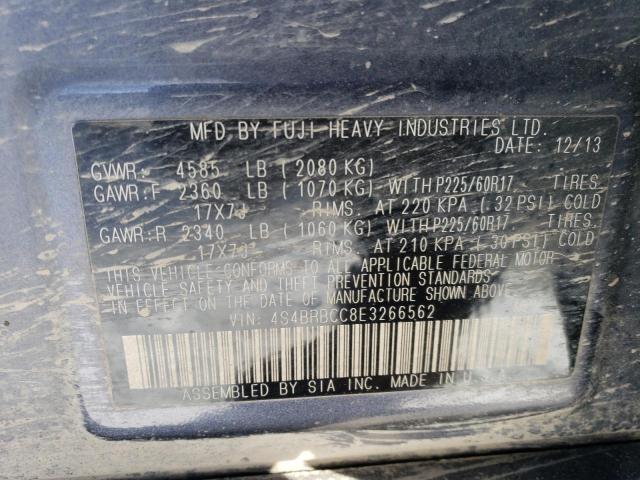 MFD BY FUJI HEAVY INDUSTRIES LTD.
DATE: 12/13
GVWR: 4585 LB (2080 KG)
GAWR:F 2360 LB (1070 KG) WITH P225/60R17 TIRES
17X7J RIMS. AT 220 KPA (.32 PSI) COLD
GAWR:R 2340 LB (1060 KG) WITH P225/60R17. TIRES
17X7J RIMS. AT 210 KPA (.30 PSI) COLD
THIS VEHICLE CONFORMS TO ALL APPLICABLE FEDERAL MOTOR
VEHICLE SAFETY AND THEFT PREVENTION STANDARDS
IN EFFECT ON THE DATE OF MANUFACTURE SHOWN ABOVE.
VIN: 4S4BRBCC8E3266562
ASSEMBLED BY SIA INC. MADE IN U.S.A.